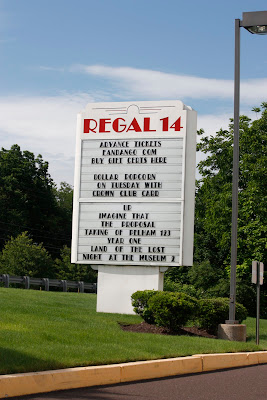 REGAL 14
ADVANCE TICKETS
FANDANGO COM
BUY GIFT CERTS HERE
DOLLAR POPCORN
ON TUESDAY WITH
CROWN CLUB CARD
UP
IMAGINE THAT
THE PROPOSAL
TAKING OF PELHAM 123
YEAR ONE
LAND OF THE LOST
NIGHT AT THE MUSEUM 2